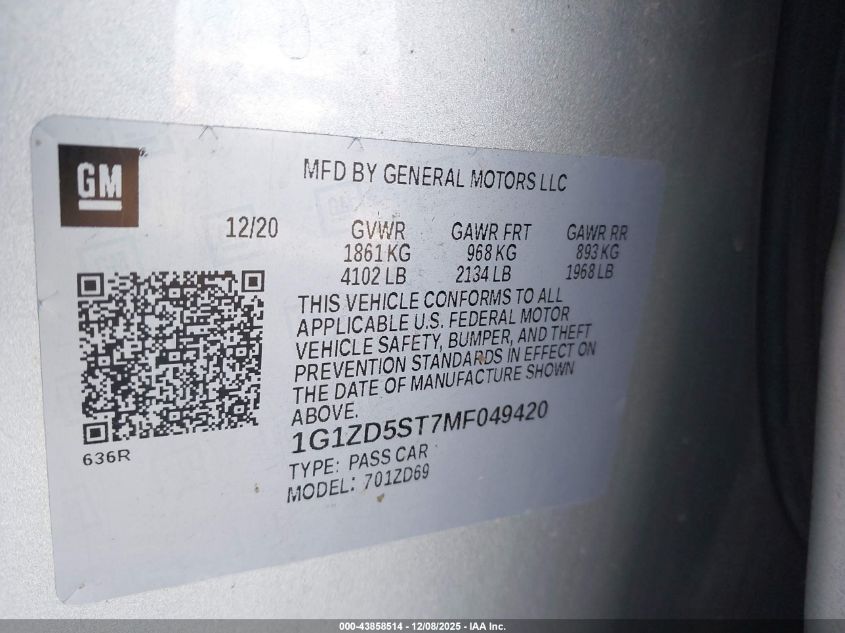 GM
MFD BY GENERAL MOTORS LLC
12/20 GVWR GAWR FRT GAWR RR
1861 KG 968 KG 893 KG
4102 LB 2134 LB 1968 LB
THIS VEHICLE CONFORMS TO ALL
APPLICABLE U.S. FEDERAL MOTOR
VEHICLE SAFETY, BUMPER, AND THEFT
PREVENTION STANDARDS IN EFFECT ON
THE DATE OF MANUFACTURE SHOWN
ABOVE.
1G1ZD5ST7MF049420
636R
TYPE: PASS CAR
MODEL: 701ZD69
000-43858514 - 12/08/2025 - IAA Inc.